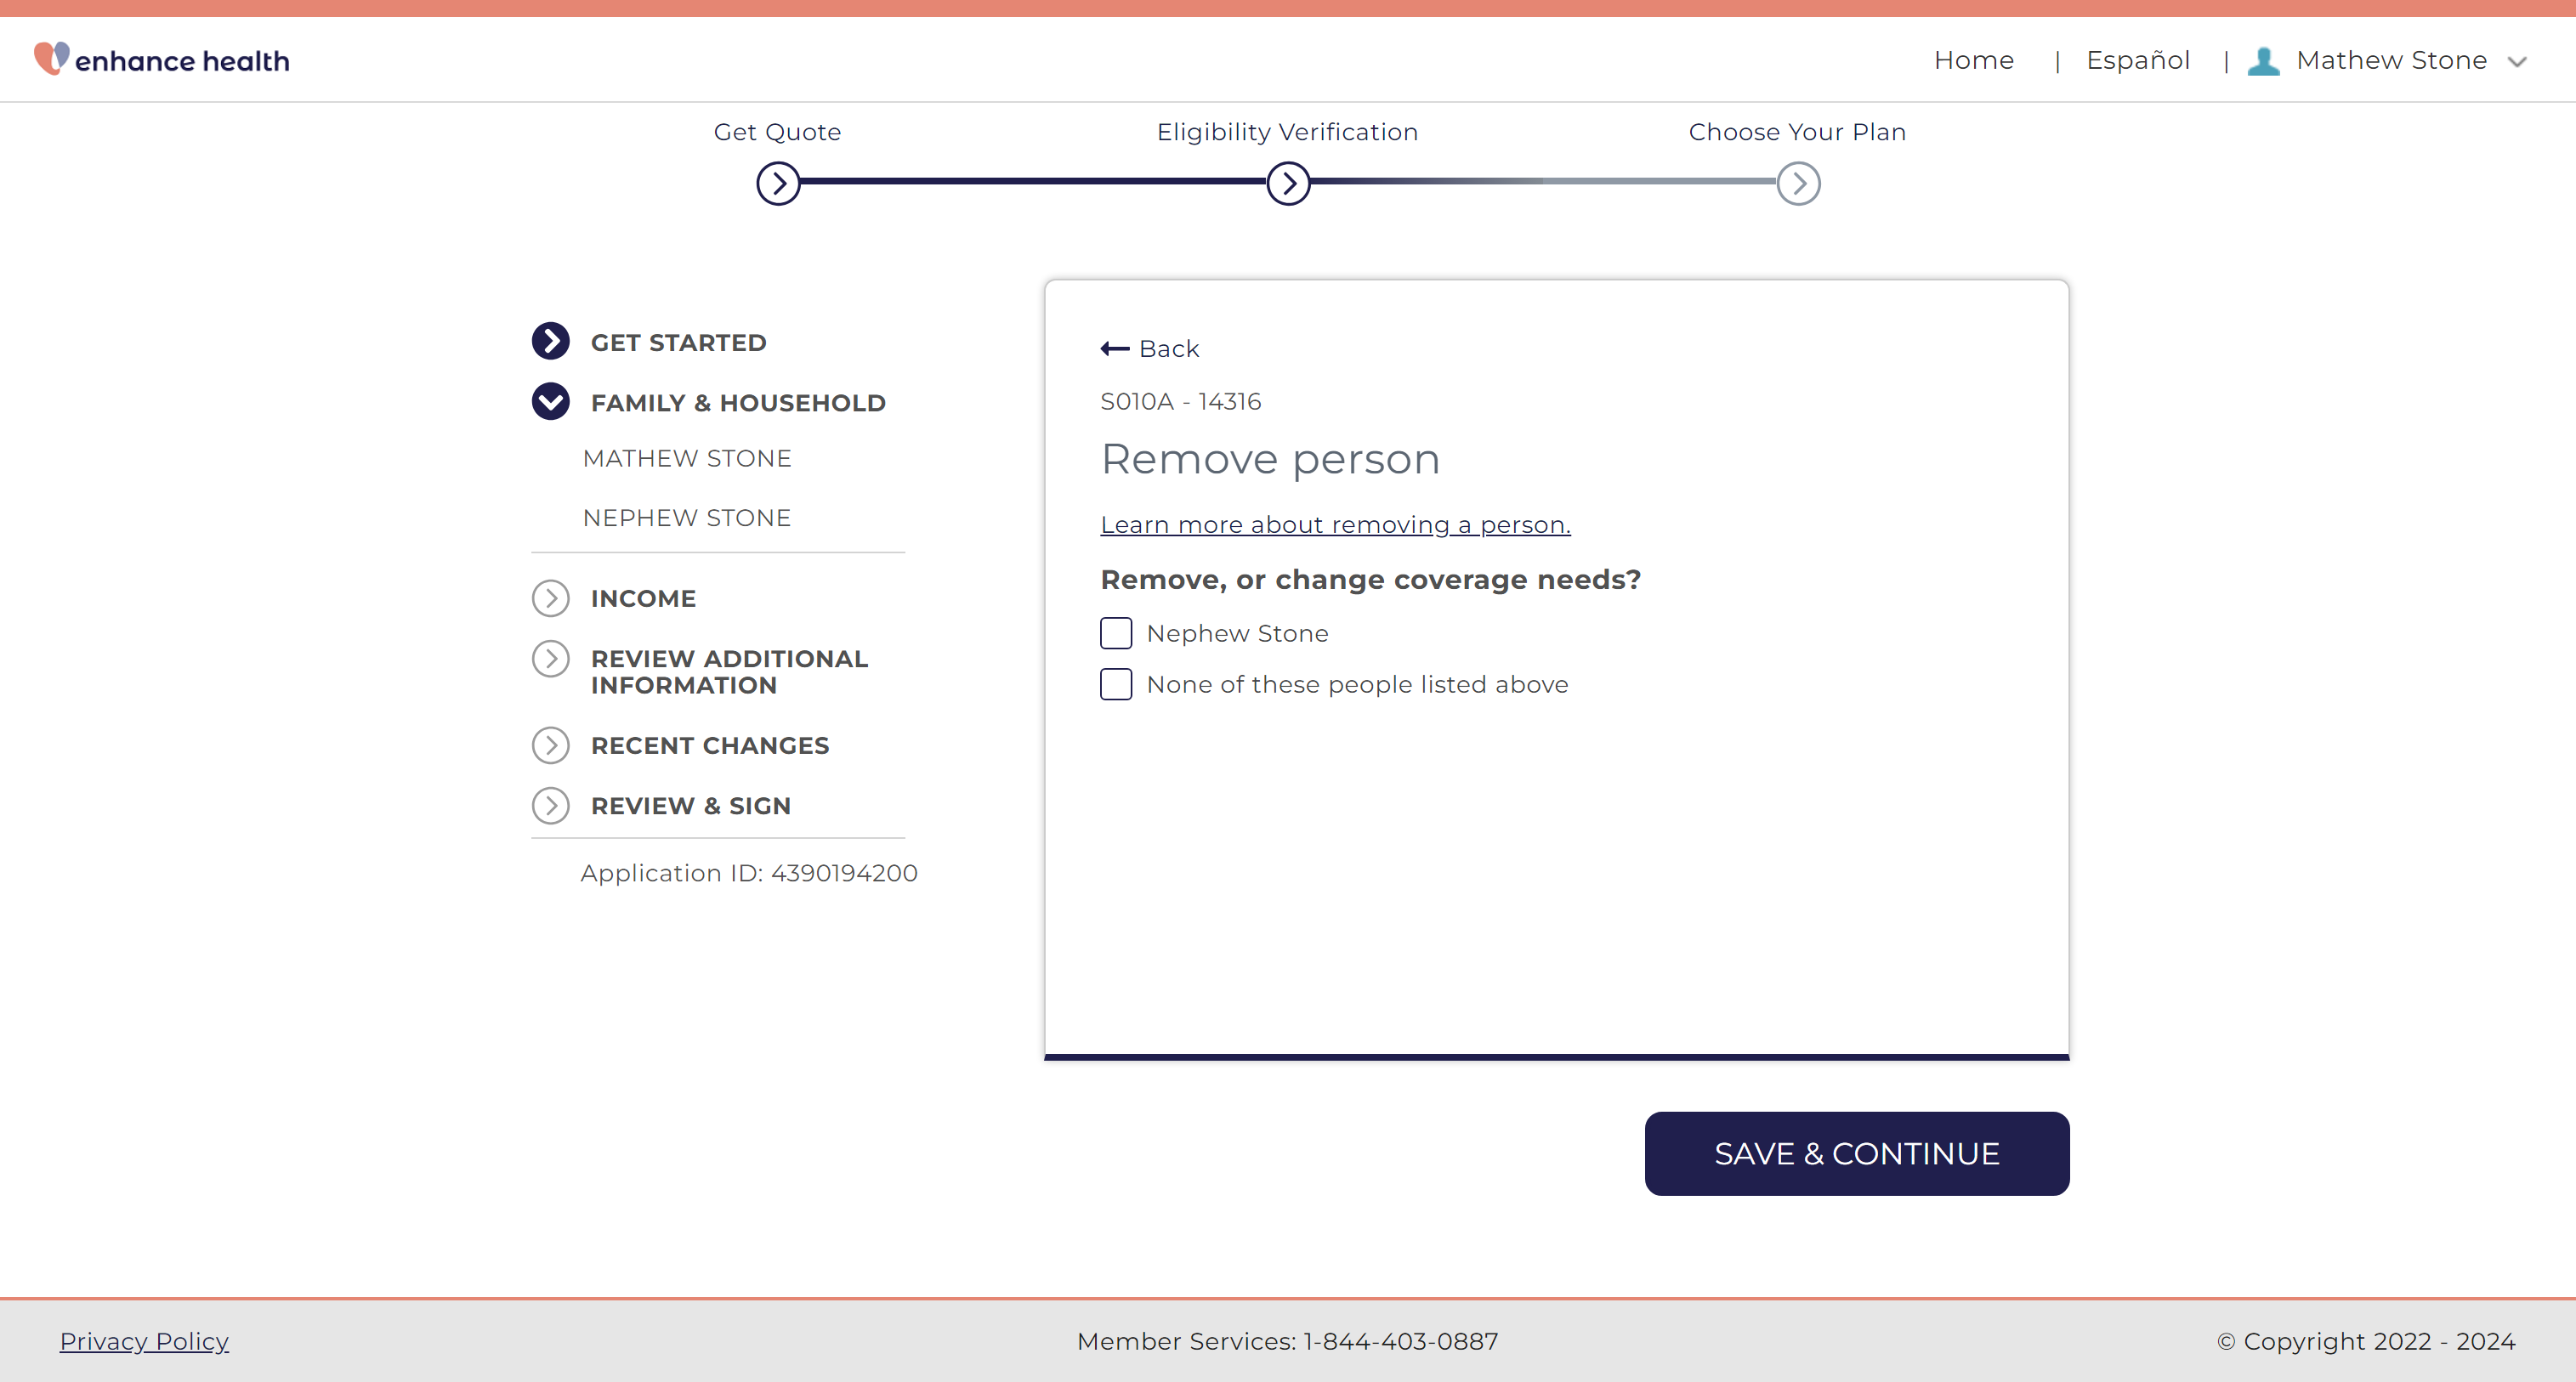 enhance health
Home | Español | Mathew Stone
Get Quote
Eligibility Verification
Choose Your Plan
GET STARTED
FAMILY & HOUSEHOLD
MATHEW STONE
NEPHEW STONE
INCOME
REVIEW ADDITIONAL
INFORMATION
RECENT CHANGES
REVIEW & SIGN
Application ID: 4390194200
Back
S010A - 14316
Remove person
Learn more about removing a person.
Remove, or change coverage needs?
Nephew Stone
None of these people listed above
SAVE & CONTINUE
Privacy Policy
Member Services: 1-844-403-0887
© Copyright 2022 - 2024